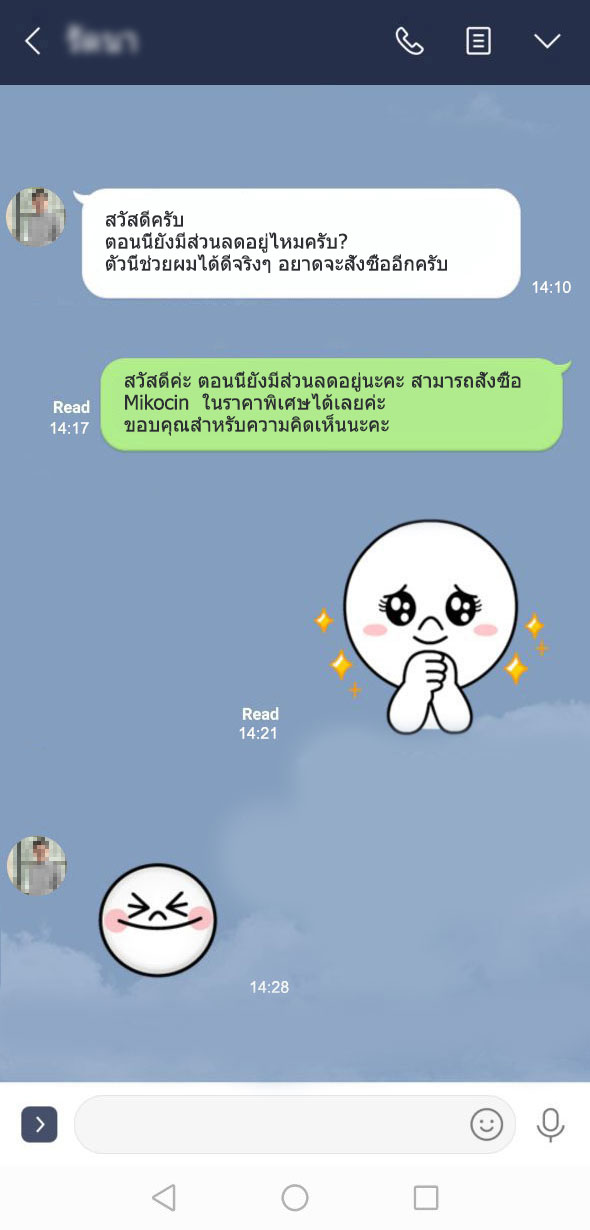 สวัสดีครับ
ตอนนี้ยังมีส่วนลดอยู่ไหมครับ?
ตัวนี้ช่วยผมได้ดีจริงๆ อยาดจะสั่งซื้ออีกครับ
14:10
สวัสดีค่ะ ตอนนี้ยังมีส่วนลดอยู่นะคะ สามารถสั่งซื้อ
Mikocin ในราคาพิเศษได้เลยค่ะ
ขอบคุณสำหรับความคิดเห็นนะคะ
Read
14:17
Read
14:21
14:28